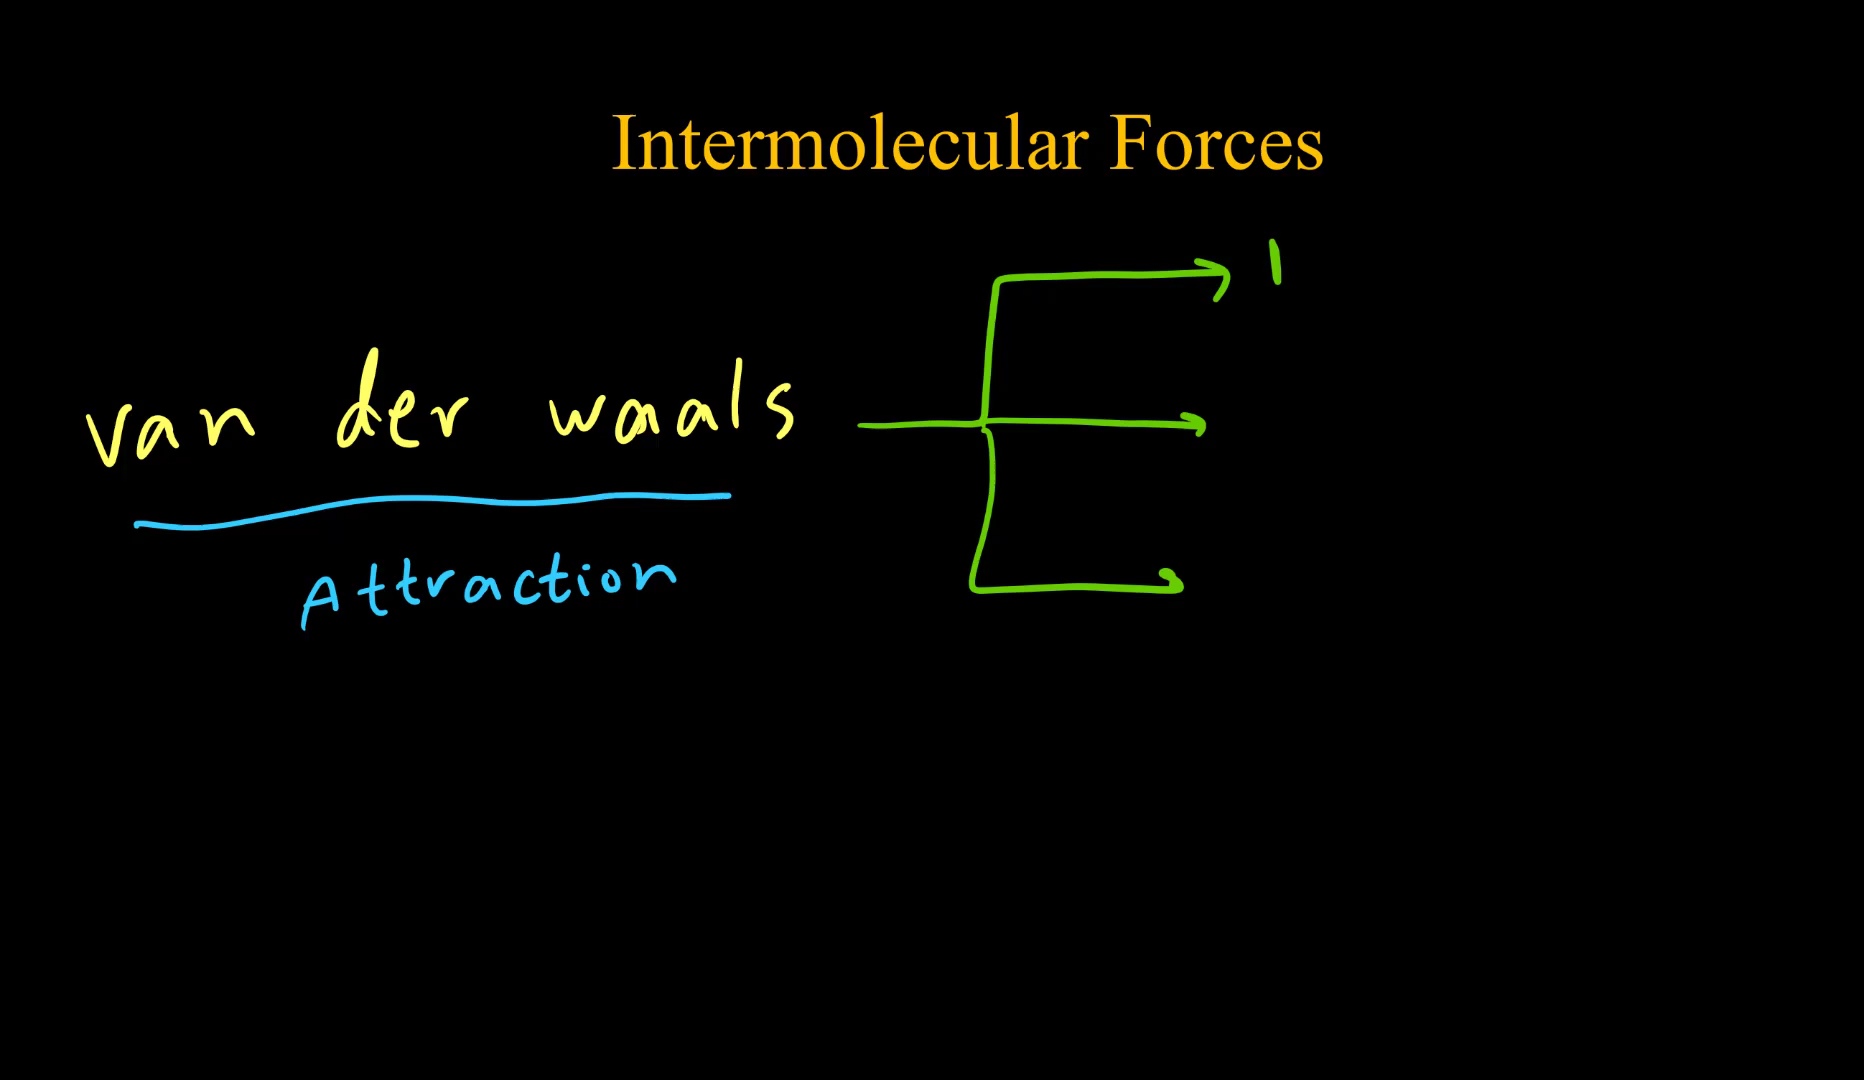 Intermolecular Forces
van der waals
Attraction